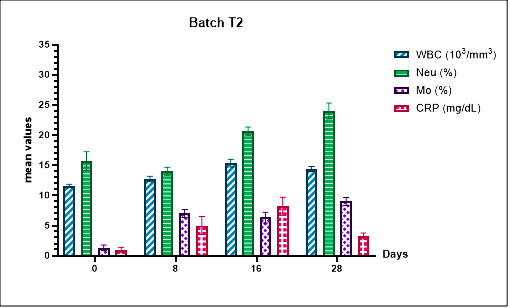 Batch T2
35
30
25
20
15
10
5
0
mean values
0 8 16 28
Days
WBC (10³/mm³)
Neu (%)
Mo (%)
CRP (mg/dL)